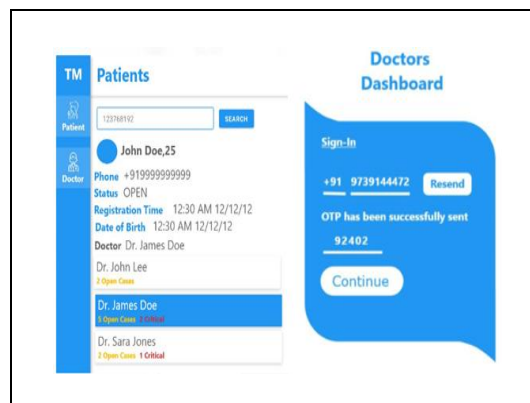 TM
Patients
Patient
Doctor
123768192
SEARCH
John Doe,25
Phone +919999999999
Status OPEN
Registration Time 12:30 AM 12/12/12
Date of Birth 12:30 AM 12/12/12
Doctor Dr. James Doe
Dr. John Lee
2 Open Cases
Dr. James Doe
5 Open Cases 2 Critical
Dr. Sara Jones
2 Open Cases 1 Critical
Doctors
Dashboard
Sign-In
+91 9739144472 Resend
OTP has been successfully sent
92402
Continue